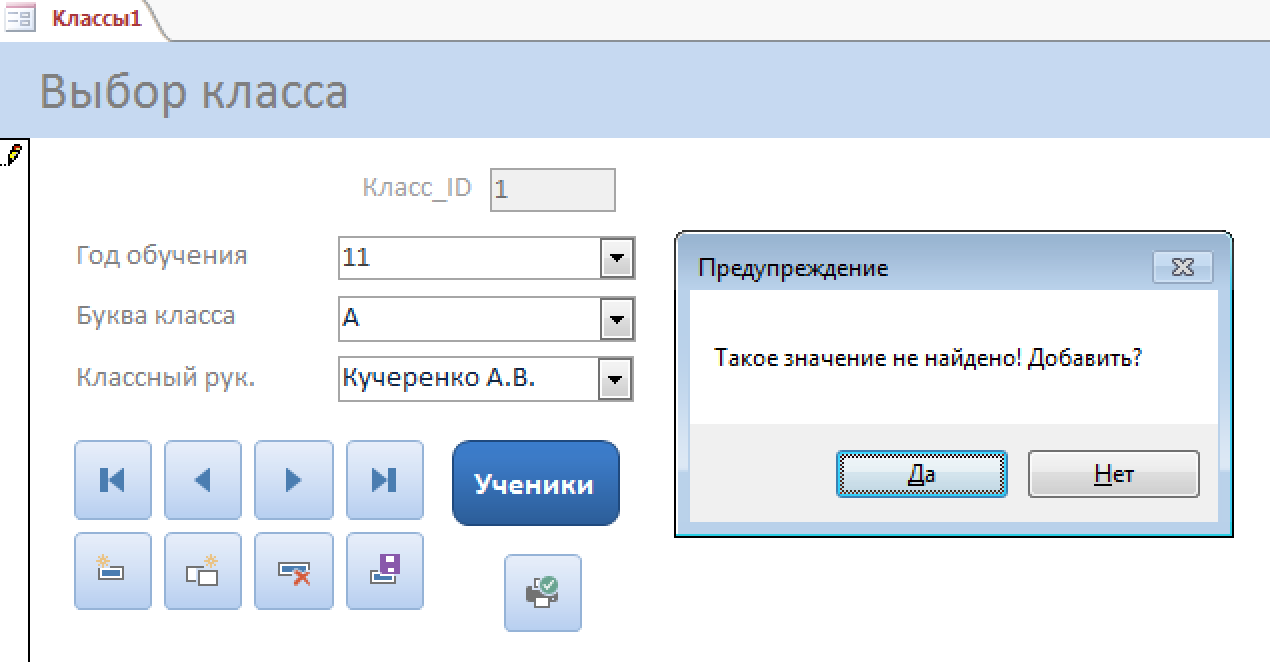 Классы1
Выбор класса
Класс_ID 1
Год обучения 11
Буква класса А
Классный рук. Кучеренко А.В.
Ученики
Предупреждение
Такое значение не найдено! Добавить?
Да Нет